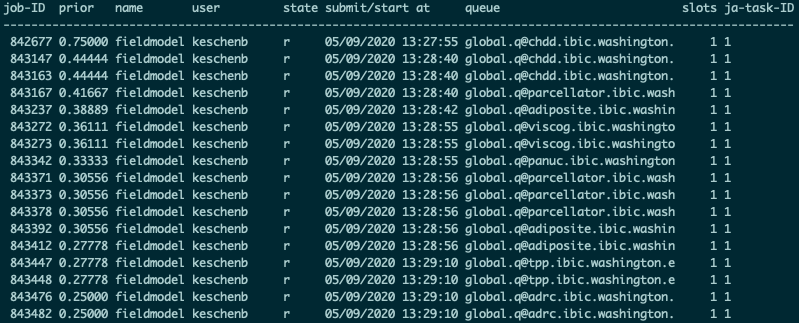 job-ID  prior   name       user         state submit/start at     queue                          slots ja-task-ID
-----------------------------------------------------------------------------------------------------------------
 842677 0.75000 fieldmodel keschenb     r     05/09/2020 13:27:55 global.q@chdd.ibic.washington.     1 1
 843147 0.44444 fieldmodel keschenb     r     05/09/2020 13:28:40 global.q@chdd.ibic.washington.     1 1
 843163 0.44444 fieldmodel keschenb     r     05/09/2020 13:28:40 global.q@chdd.ibic.washington.     1 1
 843167 0.41667 fieldmodel keschenb     r     05/09/2020 13:28:40 global.q@parcellator.ibic.wash     1 1
 843237 0.38889 fieldmodel keschenb     r     05/09/2020 13:28:42 global.q@adiposite.ibic.washin     1 1
 843272 0.36111 fieldmodel keschenb     r     05/09/2020 13:28:55 global.q@viscog.ibic.washingto     1 1
 843273 0.36111 fieldmodel keschenb     r     05/09/2020 13:28:55 global.q@viscog.ibic.washingto     1 1
 843342 0.33333 fieldmodel keschenb     r     05/09/2020 13:28:55 global.q@panuc.ibic.washington     1 1
 843371 0.30556 fieldmodel keschenb     r     05/09/2020 13:28:56 global.q@parcellator.ibic.wash     1 1
 843373 0.30556 fieldmodel keschenb     r     05/09/2020 13:28:56 global.q@parcellator.ibic.wash     1 1
 843378 0.30556 fieldmodel keschenb     r     05/09/2020 13:28:56 global.q@parcellator.ibic.wash     1 1
 843392 0.30556 fieldmodel keschenb     r     05/09/2020 13:28:56 global.q@adiposite.ibic.washin     1 1
 843412 0.27778 fieldmodel keschenb     r     05/09/2020 13:28:56 global.q@adiposite.ibic.washin     1 1
 843447 0.27778 fieldmodel keschenb     r     05/09/2020 13:29:10 global.q@tpp.ibic.washington.e     1 1
 843448 0.27778 fieldmodel keschenb     r     05/09/2020 13:29:10 global.q@tpp.ibic.washington.e     1 1
 843476 0.25000 fieldmodel keschenb     r     05/09/2020 13:29:10 global.q@adrc.ibic.washington.     1 1
 843482 0.25000 fieldmodel keschenb     r     05/09/2020 13:29:10 global.q@adrc.ibic.washington.     1 1